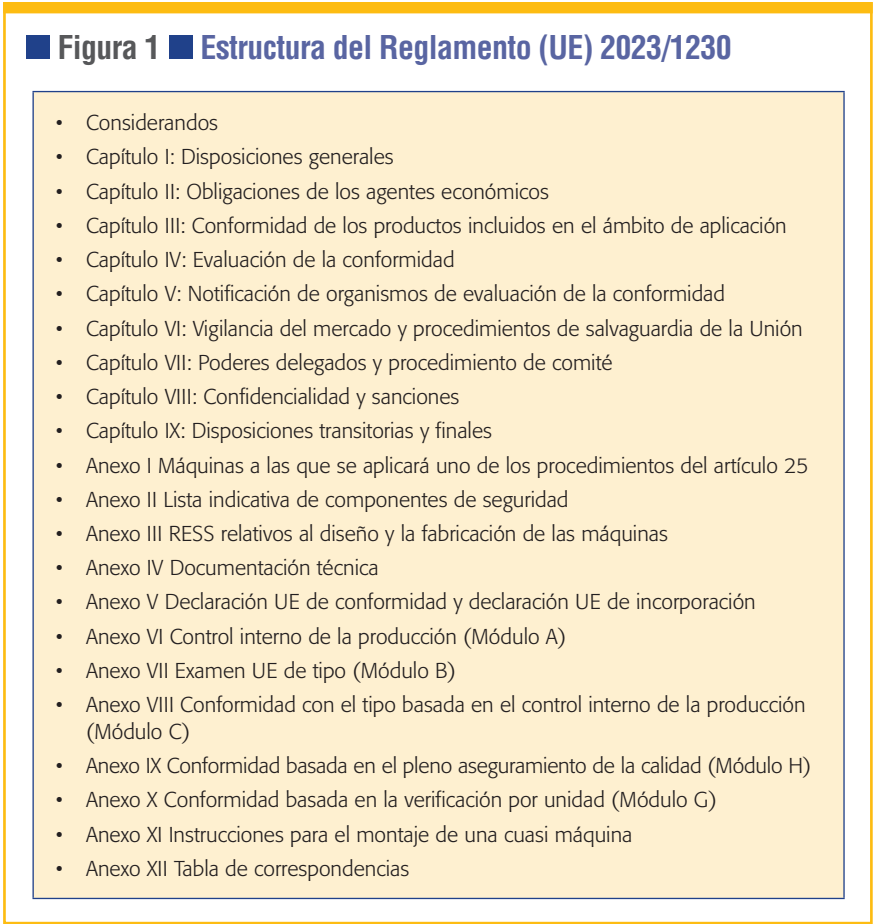 Figura 1 Estructura del Reglamento (UE) 2023/1230
• Considerandos
• Capítulo I: Disposiciones generales
• Capítulo II: Obligaciones de los agentes económicos
• Capítulo III: Conformidad de los productos incluidos en el ámbito de aplicación
• Capítulo IV: Evaluación de la conformidad
• Capítulo V: Notificación de organismos de evaluación de la conformidad
• Capítulo VI: Vigilancia del mercado y procedimientos de salvaguardia de la Unión
• Capítulo VII: Poderes delegados y procedimiento de comité
• Capítulo VIII: Confidencialidad y sanciones
• Capítulo IX: Disposiciones transitorias y finales
• Anexo I Máquinas a las que se aplicará uno de los procedimientos del artículo 25
• Anexo II Lista indicativa de componentes de seguridad
• Anexo III RESS relativos al diseño y la fabricación de las máquinas
• Anexo IV Documentación técnica
• Anexo V Declaración UE de conformidad y declaración UE de incorporación
• Anexo VI Control interno de la producción (Módulo A)
• Anexo VII Examen UE de tipo (Módulo B)
• Anexo VIII Conformidad con el tipo basada en el control interno de la producción
(Módulo C)
• Anexo IX Conformidad basada en el pleno aseguramiento de la calidad (Módulo H)
• Anexo X Conformidad basada en la verificación por unidad (Módulo G)
• Anexo XI Instrucciones para el montaje de una cuasi máquina
• Anexo XII Tabla de correspondencias